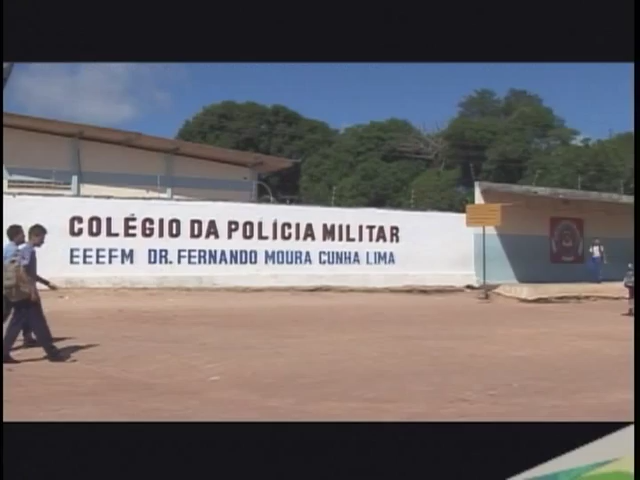 COLÉGIO DA POLÍCIA MILITAR
EEEFM DR. FERNANDO MOURA CUNHA LIMA